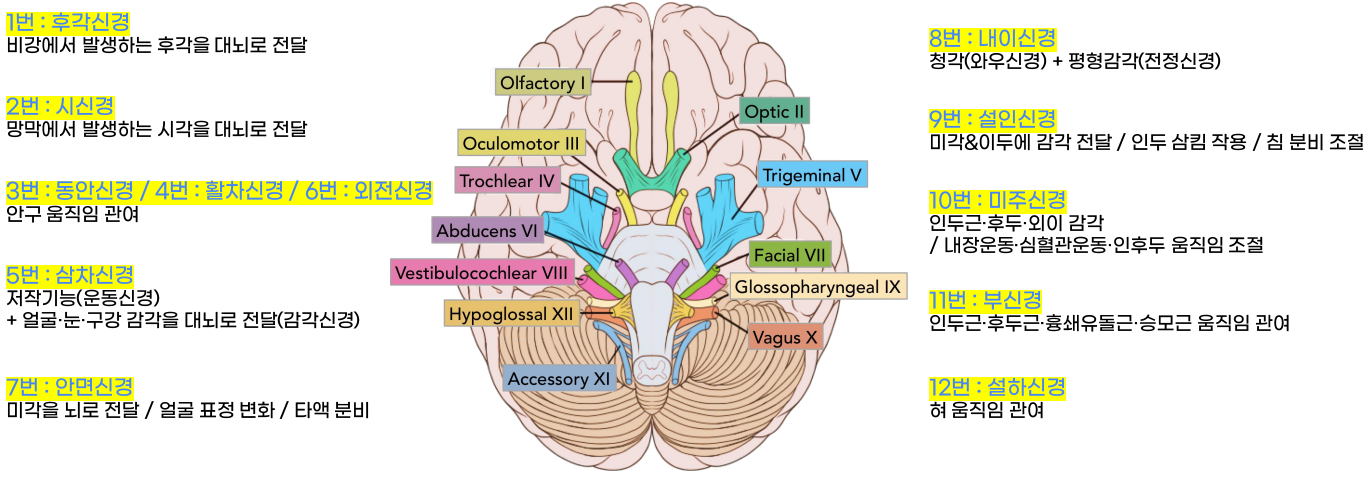 1번 : 후각신경
비강에서 발생하는 후각을 대뇌로 전달
2번 : 시신경
망막에서 발생하는 시각을 대뇌로 전달
3번 : 동안신경 / 4번 : 활차신경 / 6번 : 외전신경
안구 움직임 관여
5번 : 삼차신경
저작기능(운동신경)
+ 얼굴·눈·구강 감각을 대뇌로 전달(감각신경)
7번 : 안면신경
미각을 뇌로 전달 / 얼굴 표정 변화 / 타액 분비
Olfactory I
Optic II
Oculomotor III
Trochlear IV
Trigeminal V
Abducens VI
Facial VII
Vestibulocochlear VIII
Glossopharyngeal IX
Hypoglossal XII
Vagus X
Accessory XI
8번 : 내이신경
청각(와우신경) + 평형감각(전정신경)
9번 : 설인신경
미각&이두에 감각 전달 / 인두 삼킴 작용 / 침 분비 조절
10번 : 미주신경
인두근·후두·외이 감각
/ 내장운동·심혈관운동·인후두 움직임 조절
11번 : 부신경
인두근·후두근·흉쇄유돌근·승모근 움직임 관여
12번 : 설하신경
혀 움직임 관여